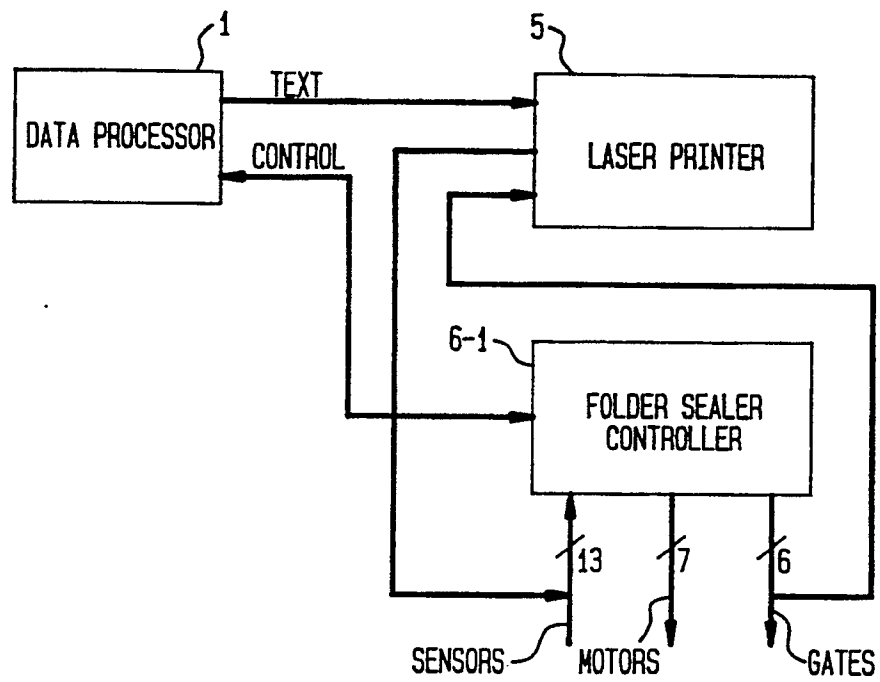 1
5
TEXT
DATA PROCESSOR
CONTROL
LASER PRINTER
6-1
FOLDER SEALER
CONTROLLER
13
7
6
SENSORS
MOTORS
GATES